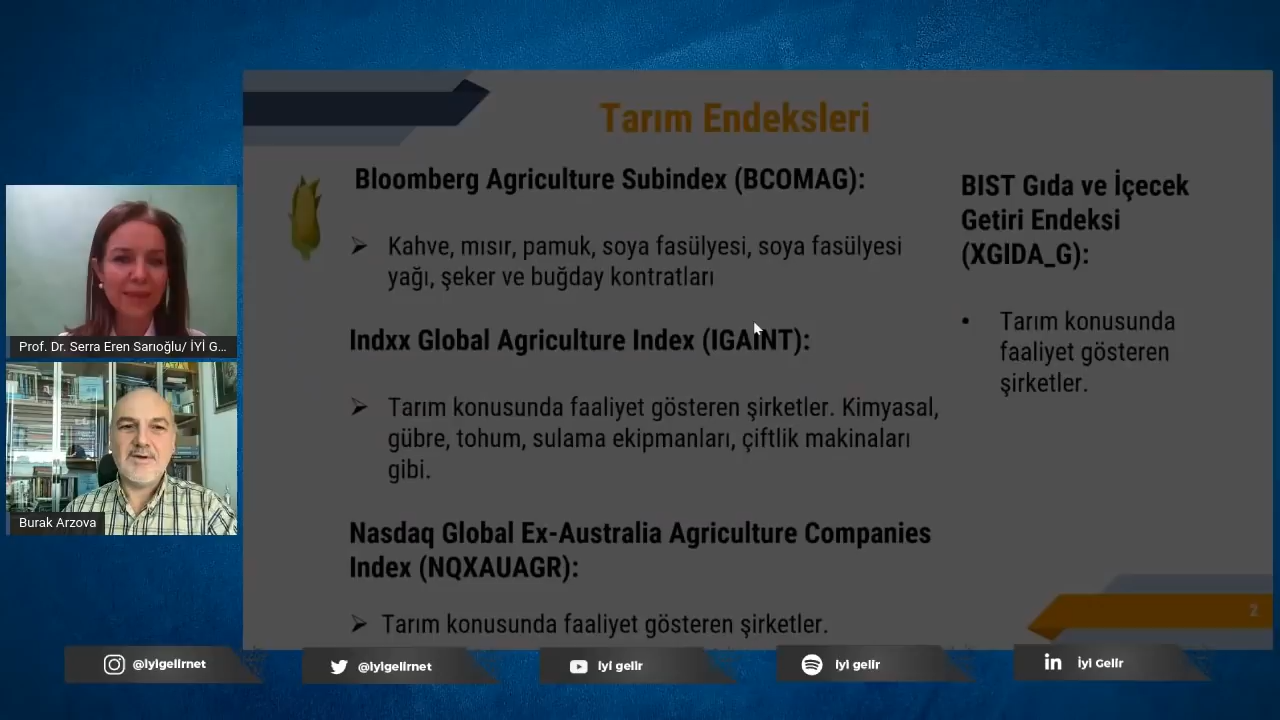 Tarım Endeksleri
Bloomberg Agriculture Subindex (BCOMAG):
Kahve, mısır, pamuk, soya fasülyesi, soya fasülyesi
yağı, şeker ve buğday kontratları
Indxx Global Agriculture Index (IGAINT):
Tarım konusunda faaliyet gösteren şirketler. Kimyasal,
gübre, tohum, sulama ekipmanları, çiftlik makinaları
gibi.
Nasdaq Global Ex-Australia Agriculture Companies
Index (NQXAUAGR):
Tarım konusunda faaliyet gösteren şirketler.
BIST Gıda ve İçecek
Getiri Endeksi
(XGIDA_G):
Tarım konusunda
faaliyet gösteren
şirketler.
2
Prof. Dr. Serra Eren Sarıoğlu/ İYİ G...
Burak Arzova
@iyigelirnet
@iyigelirnet
iyi gelir
iyi gelir
in İyi Gelir